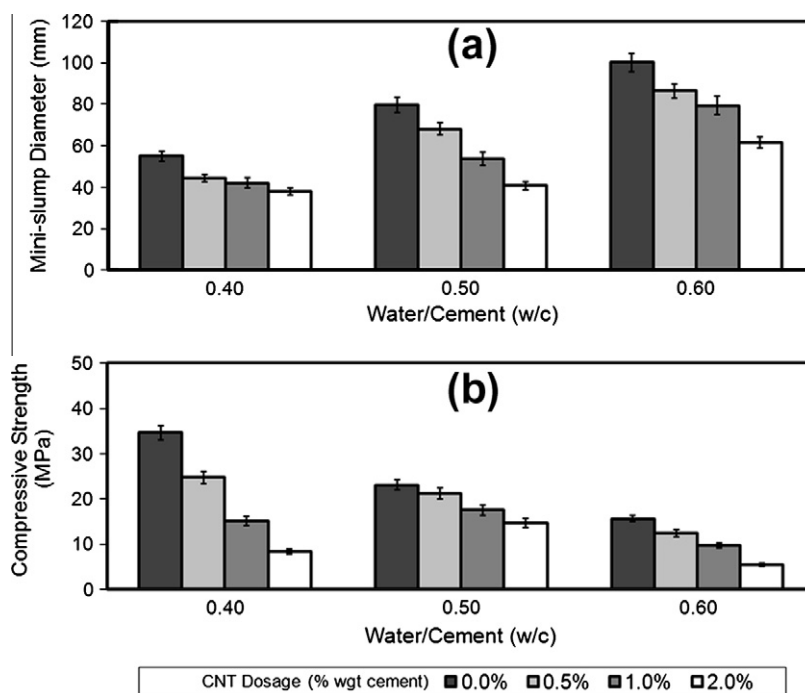 (a)
Mini-slump Diameter (mm)
120
100
80
60
40
20
0
0.40 0.50 0.60
Water/Cement (w/c)
(b)
Compressive Strength
(MPa)
50
40
30
20
10
0
0.40 0.50 0.60
Water/Cement (w/c)
CNT Dosage (% wgt cement) 0.0% 0.5% 1.0% 2.0%